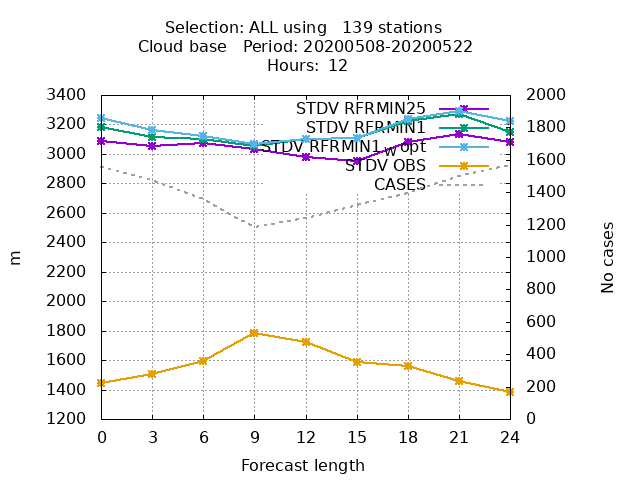 Selection: ALL using   139 stations
Cloud base   Period: 20200508-20200522
Hours:  12
3400
3200
3000
2800
2600
2400
2200
2000
1800
1600
1400
1200
m
STDV RFRMIN25
STDV RFRMIN1
STDV RFRMIN1_wopt
STDV OBS
CASES
2000
1800
1600
1400
1200
1000
800
600
400
200
0
No cases
0 3 6 9 12 15 18 21 24
Forecast length